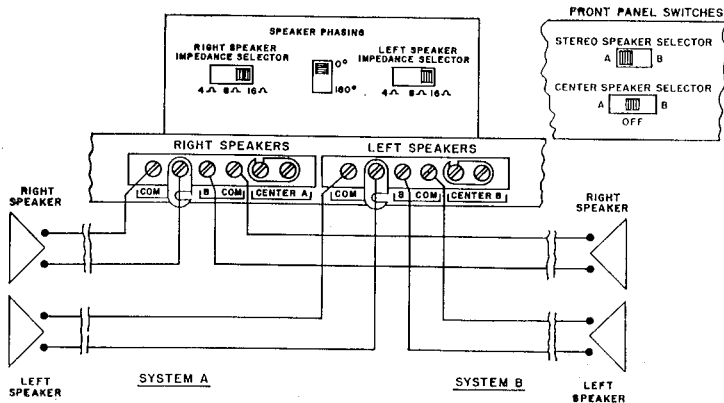 SPEAKER PHASING
RIGHT SPEAKER
IMPEDANCE SELECTOR
4Ω 8Ω 16Ω
0°
180°
LEFT SPEAKER
IMPEDANCE SELECTOR
4Ω 8Ω 16Ω
FRONT PANEL SWITCHES
STEREO SPEAKER SELECTOR
A B
CENTER SPEAKER SELECTOR
A B
OFF
RIGHT SPEAKERS
COM B COM CENTER A
LEFT SPEAKERS
COM B COM CENTER B
RIGHT
SPEAKER
RIGHT
SPEAKER
LEFT
SPEAKER
SYSTEM A
SYSTEM B
LEFT
SPEAKER